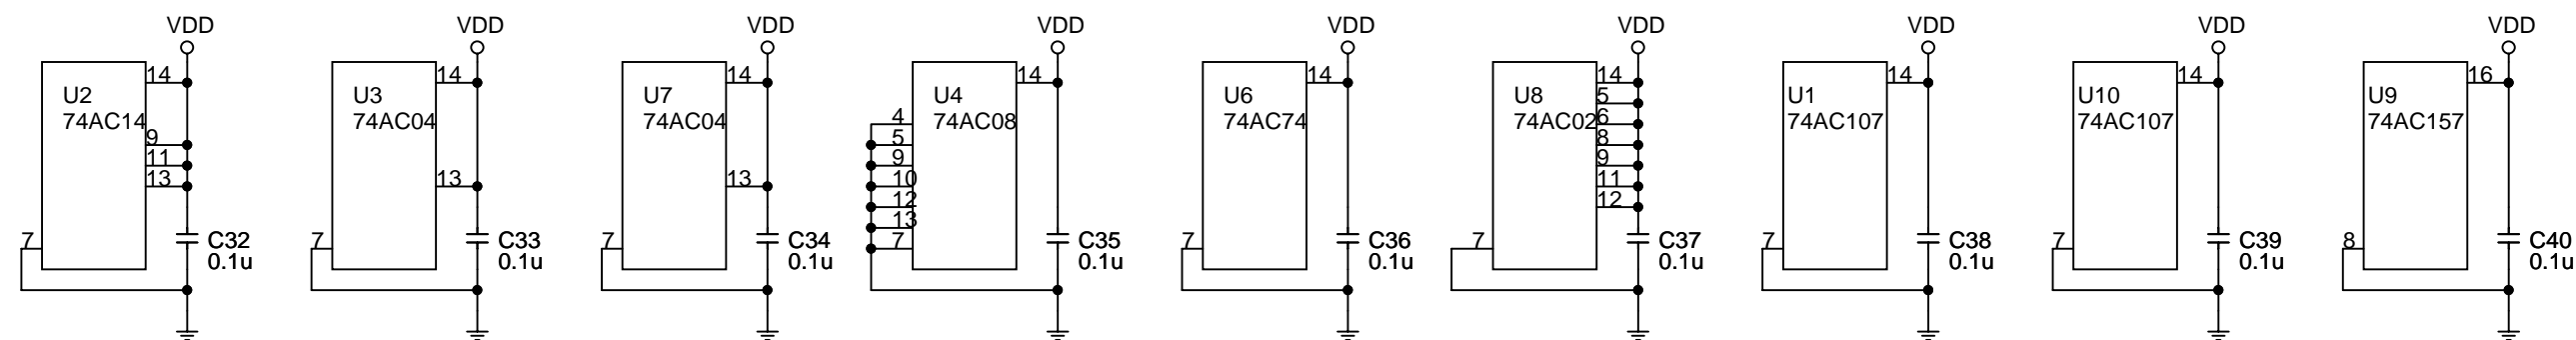 VDD VDD VDD VDD VDD VDD VDD VDD VDD
14 14 14 14 14 14 14 14 16
U2 U3 U7 U4 U6 U8 U1 U10 U9
5
74AC14 74AC04 74AC04 4 74AC08 74AC74 74AC02 6 74AC107 74AC107 74AC157
9 5 8
11 9 9
13 13 13 10 11
12 12
13
7 C32 7 C33 7 C34 7 C35 7 C36 7 C37 7 C38 7 C39 8 C40
0.1u 0.1u 0.1u 0.1u 0.1u 0.1u 0.1u 0.1u 0.1u